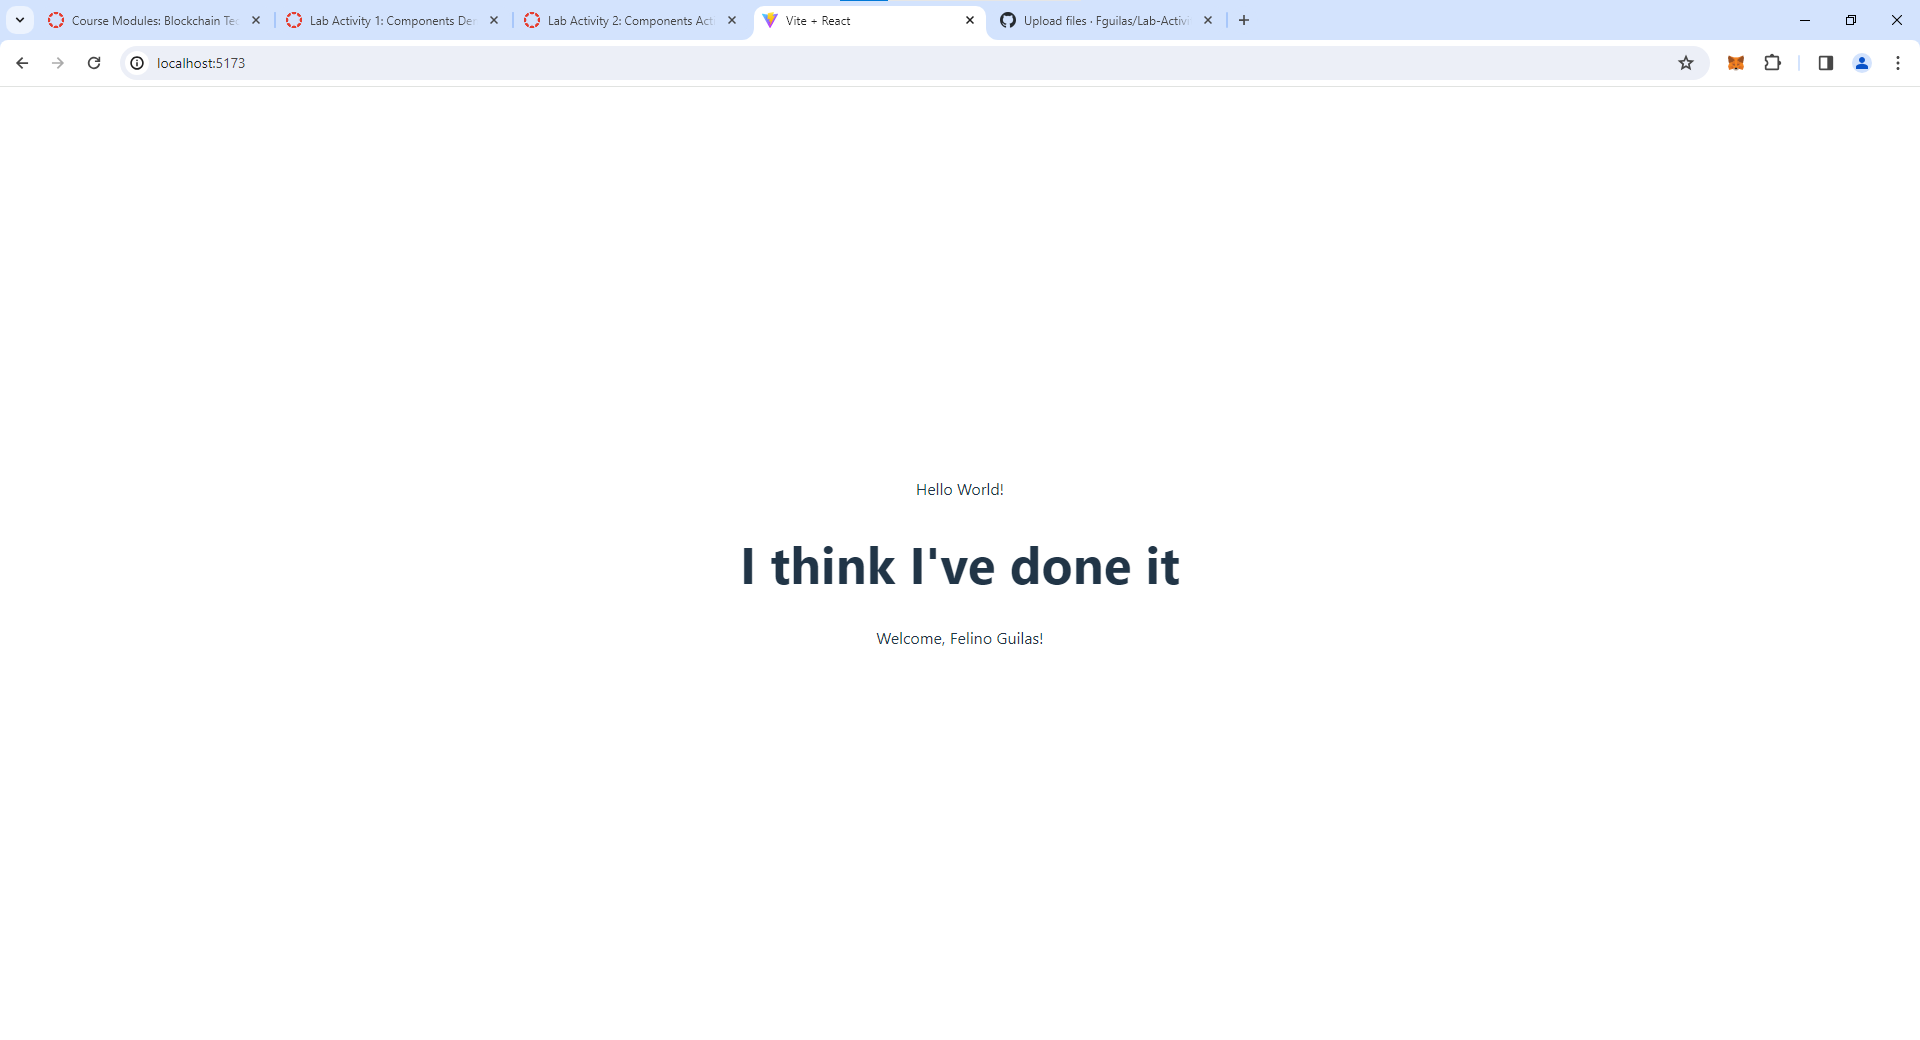 Course Modules: Blockchain Te
Lab Activity 1: Components De
Lab Activity 2: Components Act
Vite + React
Upload files · Fguilas/Lab-Activi
localhost:5173
Hello World!
I think I've done it
Welcome, Felino Guilas!